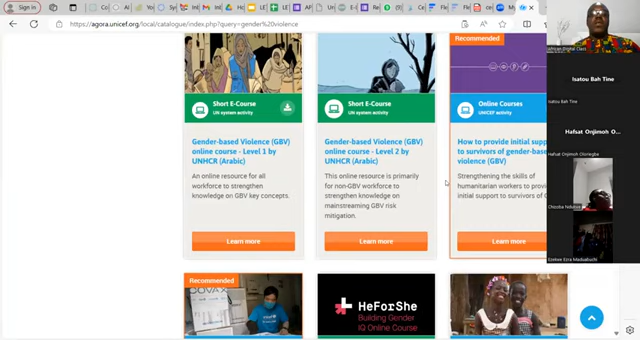 Sign in
https://agora.unicef.org/local/catalogue/index.php?query=gender%20violence
Short E-Course
UN system activity
Gender-based Violence (GBV)
online course - Level 1 by
UNHCR (Arabic)
An online resource for all
workforce to strengthen
knowledge on GBV key concepts.
Learn more
Short E-Course
UN system activity
Gender-based Violence (GBV)
online course - Level 2 by
UNHCR (Arabic)
This online resource is primarily
for non-GBV workforce to
strengthen knowledge on
mainstreaming GBV risk
mitigation.
Learn more
Recommended
Online Courses
UNICEF activity
How to provide initial supp
to survivors of gender-base
violence (GBV)
Strengthening the skills of
humanitarian workers to provi
initial support to survivors of G
Learn more
Recommended
HeForShe
Building Gender
IQ Online Course
African Digital Class
Isatou Bah Tine
Isatou Bah Tine
Hafsat Onjimoh O...